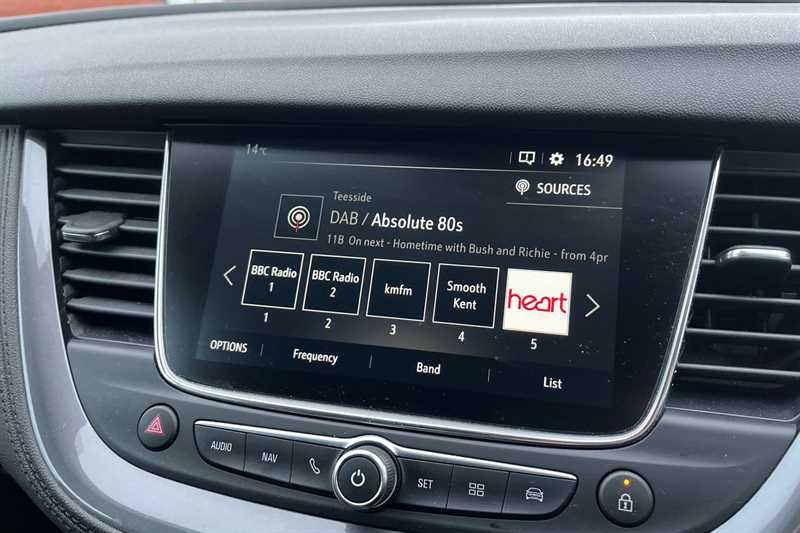 14°C
16:49
SOURCES
Teesside
DAB / Absolute 80s
11B On next - Hometime with Bush and Richie - from 4pr
BBC Radio
1
BBC Radio
2
kmfm
Smooth
Kent
heart
1
2
3
4
5
OPTIONS
Frequency
Band
List
AUDIO
NAV
SET